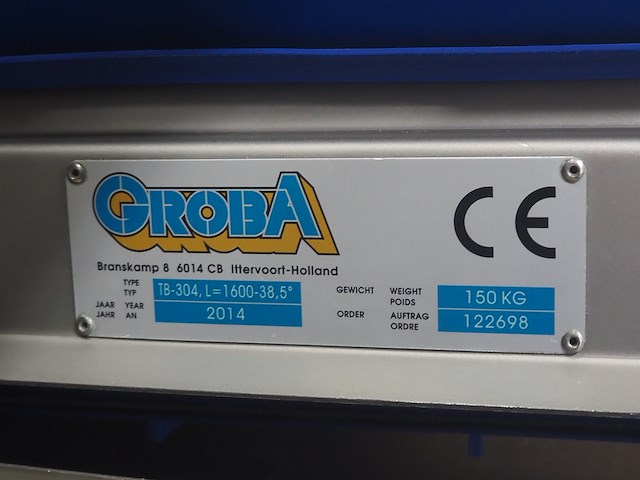 GROBA
CE
Branskamp 8 6014 CB Ittervoort-Holland
TYPE
TYP
TB-304, L=1600-38,5°
JAAR YEAR
JAHR AN
2014
GEWICHT WEIGHT
POIDS
150 KG
ORDER AUFTRAG
ORDRE
122698